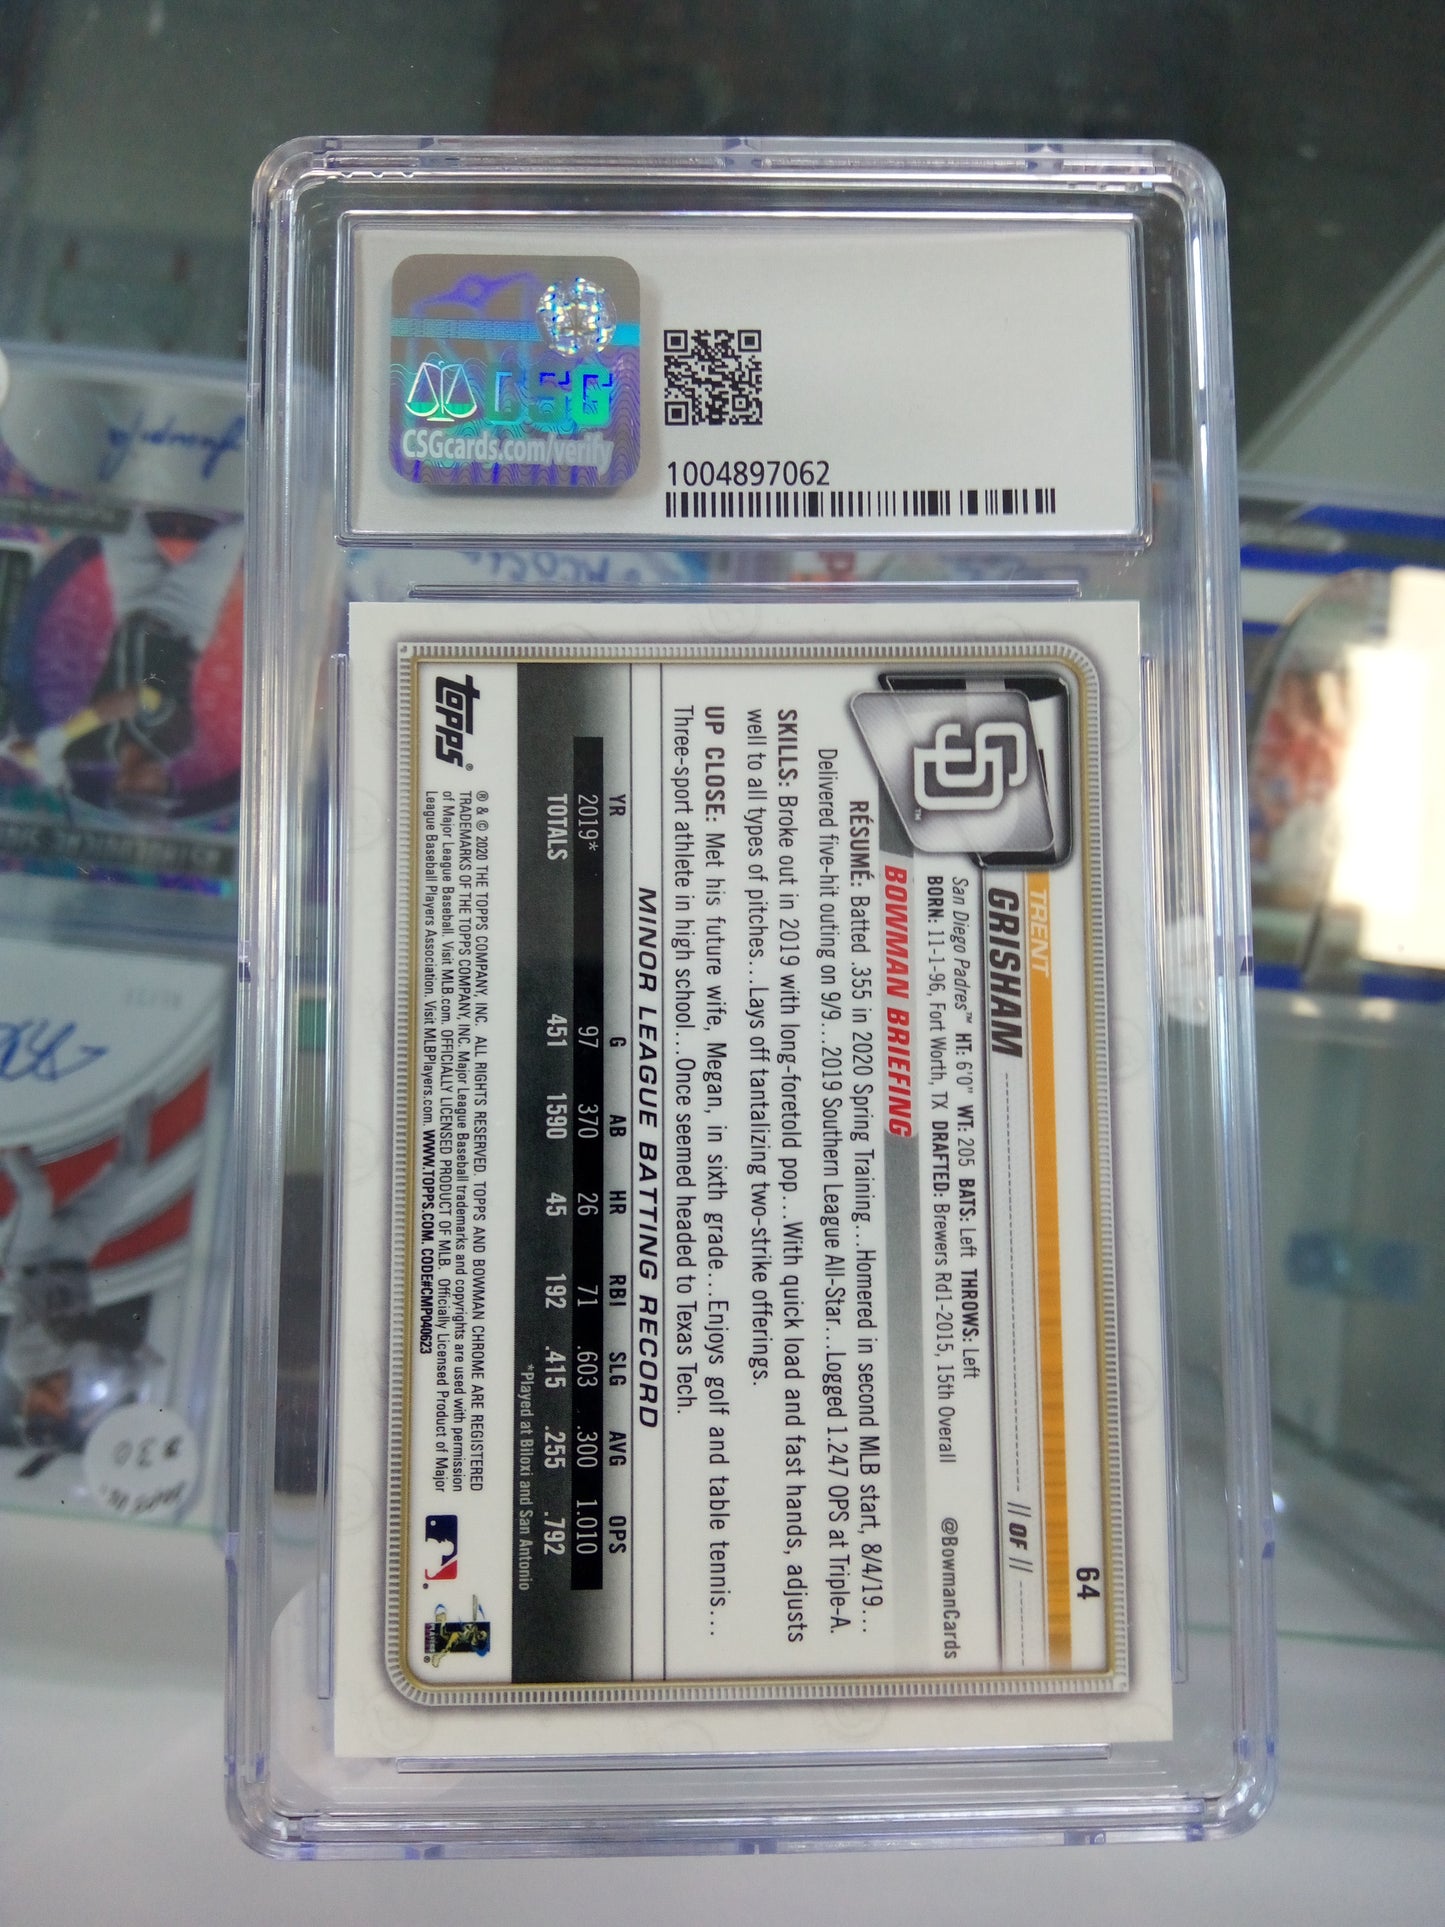 CSG
CSGcards.com/verify
1004897062
64
TRENT
GRISHAM // OF //
San Diego Padres™ HT: 6'0" WT: 205 BATS: Left THROWS: Left @BowmanCards
BORN: 11-1-96, Fort Worth, TX DRAFTED: Brewers Rd1-2015, 15th Overall
SD™
BOWMAN BRIEFING
RÉSUMÉ: Batted .355 in 2020 Spring Training...Homered in second MLB start, 8/4/19...
Delivered five-hit outing on 9/9...2019 Southern League All-Star...Logged 1.247 OPS at Triple-A.
SKILLS: Broke out in 2019 with long-foretold pop...With quick load and fast hands, adjusts
well to all types of pitches...Lays off tantalizing two-strike offerings.
UP CLOSE: Met his future wife, Megan, in sixth grade...Enjoys golf and table tennis...
Three-sport athlete in high school...Once seemed headed to Texas Tech.
MINOR LEAGUE BATTING RECORD
YR G AB HR RBI SLG AVG OPS
2019* 97 370 26 71 .603 .300 1.010
TOTALS 451 1590 45 192 .415 .255 .792
*Played at Biloxi and San Antonio
topps®
® & © 2020 THE TOPPS COMPANY, INC. ALL RIGHTS RESERVED. TOPPS AND BOWMAN CHROME ARE REGISTERED
TRADEMARKS OF THE TOPPS COMPANY, INC. Major League Baseball trademarks and copyrights are used with permission
of Major League Baseball. Visit MLB.com. OFFICIALLY LICENSED PRODUCT OF MLB. Officially Licensed Product of Major
League Baseball Players Association. Visit MLBPlayers.com. WWW.TOPPS.COM. CODE#CMP040623